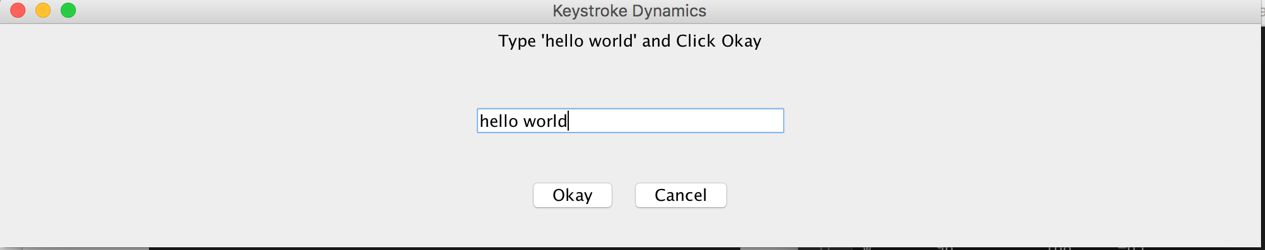 Keystroke Dynamics
Type 'hello world' and Click Okay
hello world
Okay Cancel